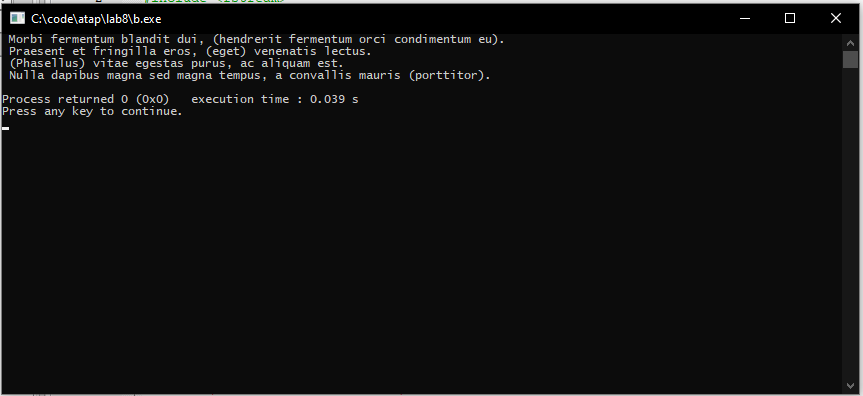 #include <fstream>
C:\code\atap\lab8\b.exe
Morbi fermentum blandit dui, (hendrerit fermentum orci condimentum eu).
Praesent et fringilla eros, (eget) venenatis lectus.
(Phasellus) vitae egestas purus, ac aliquam est.
Nulla dapibus magna sed magna tempus, a convallis mauris (porttitor).
Process returned 0 (0x0)   execution time : 0.039 s
Press any key to continue.